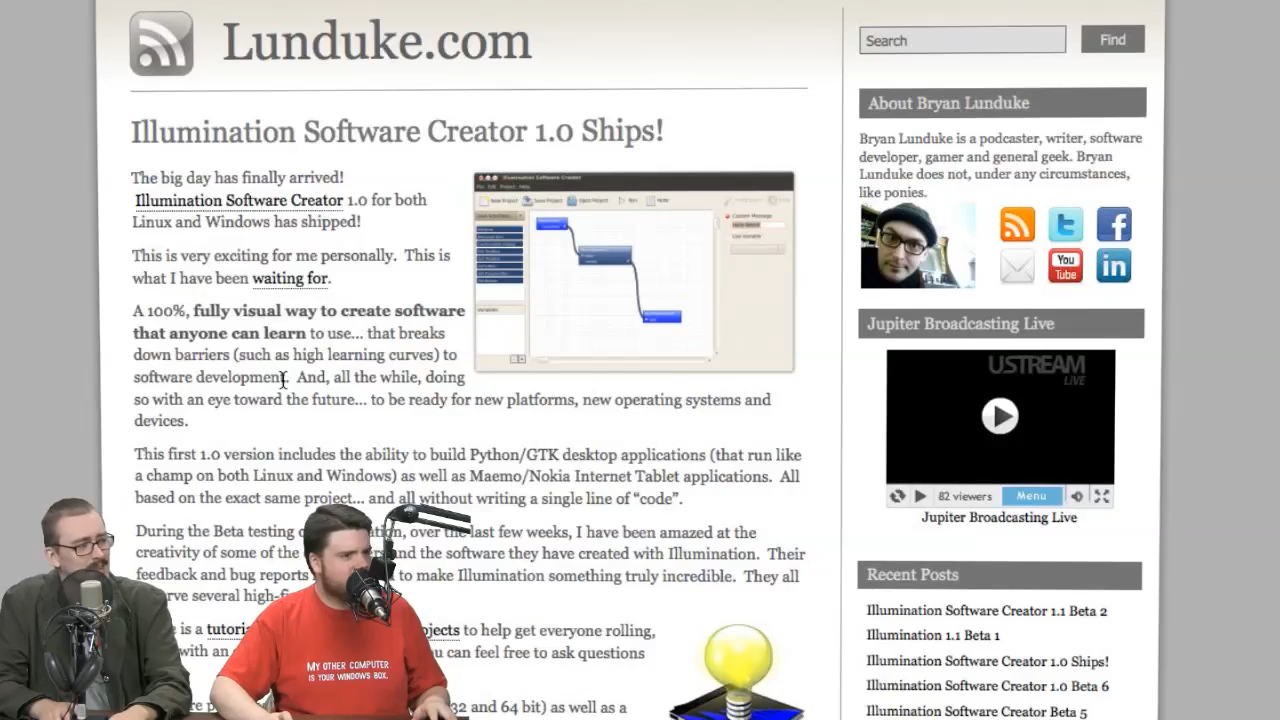 Lunduke.com
Search
Find
About Bryan Lunduke
Bryan Lunduke is a podcaster, writer, software
developer, gamer and general geek. Bryan
Lunduke does not, under any circumstances,
like ponies.
You
Tube
Jupiter Broadcasting Live
USTREAM
LIVE
82 viewers
Menu
Jupiter Broadcasting Live
Recent Posts
Illumination Software Creator 1.1 Beta 2
Illumination 1.1 Beta 1
Illumination Software Creator 1.0 Ships!
Illumination Software Creator 1.0 Beta 6
Illumination Software Creator Beta 5
Illumination Software Creator 1.0 Ships!
The big day has finally arrived!
Illumination Software Creator 1.0 for both
Linux and Windows has shipped!
This is very exciting for me personally. This is
what I have been waiting for.
A 100%, fully visual way to create software
that anyone can learn to use... that breaks
down barriers (such as high learning curves) to
software development. And, all the while, doing
so with an eye toward the future... to be ready for new platforms, new operating systems and
devices.
Illumination Software Creator
New Project
Save Project
Open Project
Run
This first 1.0 version includes the ability to build Python/GTK desktop applications (that run like
a champ on both Linux and Windows) as well as Maemo/Nokia Internet Tablet applications. All
based on the exact same project... and all without writing a single line of “code”.
During the Beta testing over the last few weeks, I have been amazed at the
creativity of some of the and the software they have created with Illumination. Their
feedback and bug reports to make Illumination something truly incredible. They all
several
is a to help get everyone rolling,
with an can feel free to ask questions
32 and 64 bit) as well as a
MY OTHER COMPUTER
IS YOUR WINDOWS BOX.